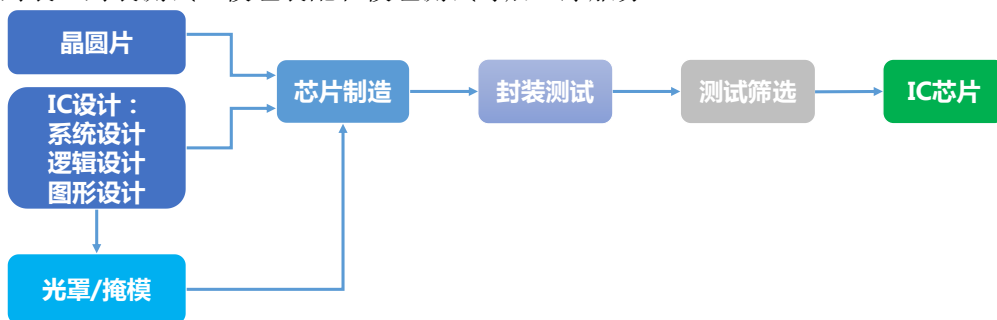 晶圆片
IC设计：
系统设计
逻辑设计
图形设计
光罩/掩模
芯片制造
封装测试
测试筛选
IC芯片